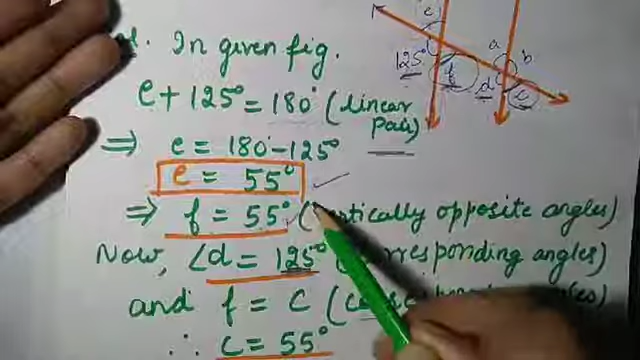 In given fig.
e + 125° = 180° (linear pair)
⇒ e = 180° - 125°
e = 55°
⇒ f = 55° (vertically opposite angles)
Now, ∠d = 125° (corresponding angles)
and f = c
∴ c = 55°
e
125°
f
a
b
d
c